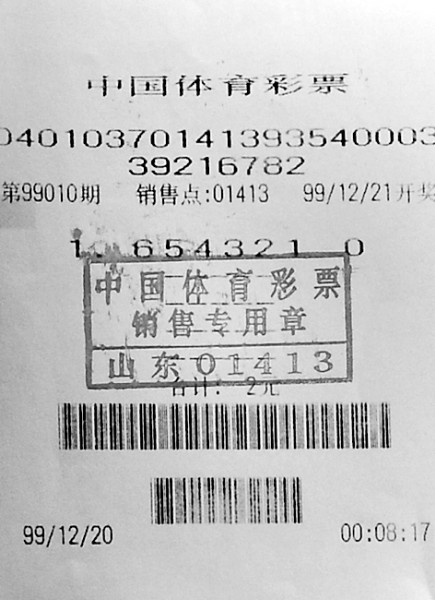 中国体育彩票
04010370141393540003
39216782
第99010期 销售点:01413 99/12/21开奖
1. 654321 0
中国体育彩票
销售专用章
山东01413
合计: 2元
99/12/20 00:08:17